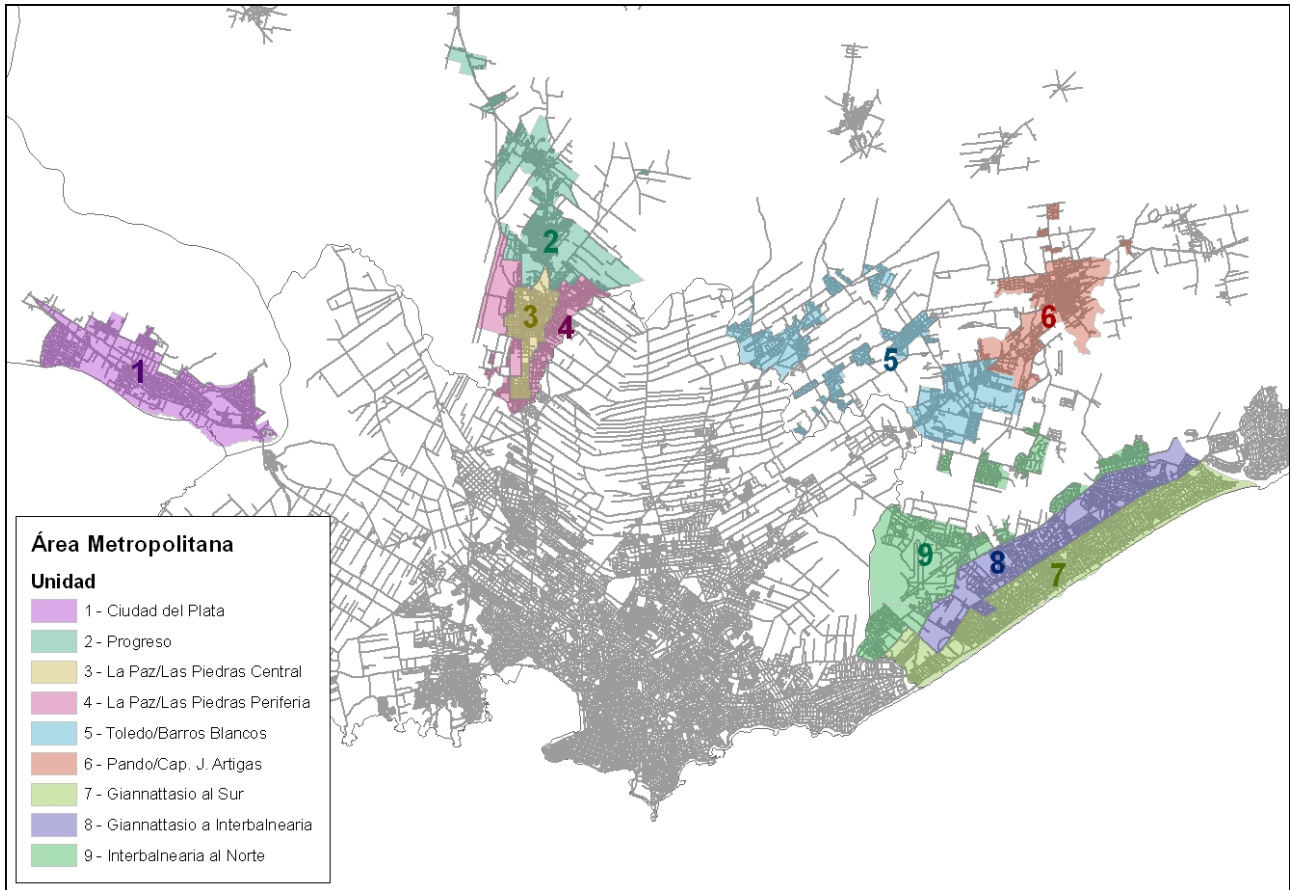 2
3
4
6
5
1
9
8
7
Área Metropolitana
Unidad
1 - Ciudad del Plata
2 - Progreso
3 - La Paz/Las Piedras Central
4 - La Paz/Las Piedras Periferia
5 - Toledo/Barros Blancos
6 - Pando/Cap. J. Artigas
7 - Giannattasio al Sur
8 - Giannattasio a Interbalnearia
9 - Interbalnearia al Norte